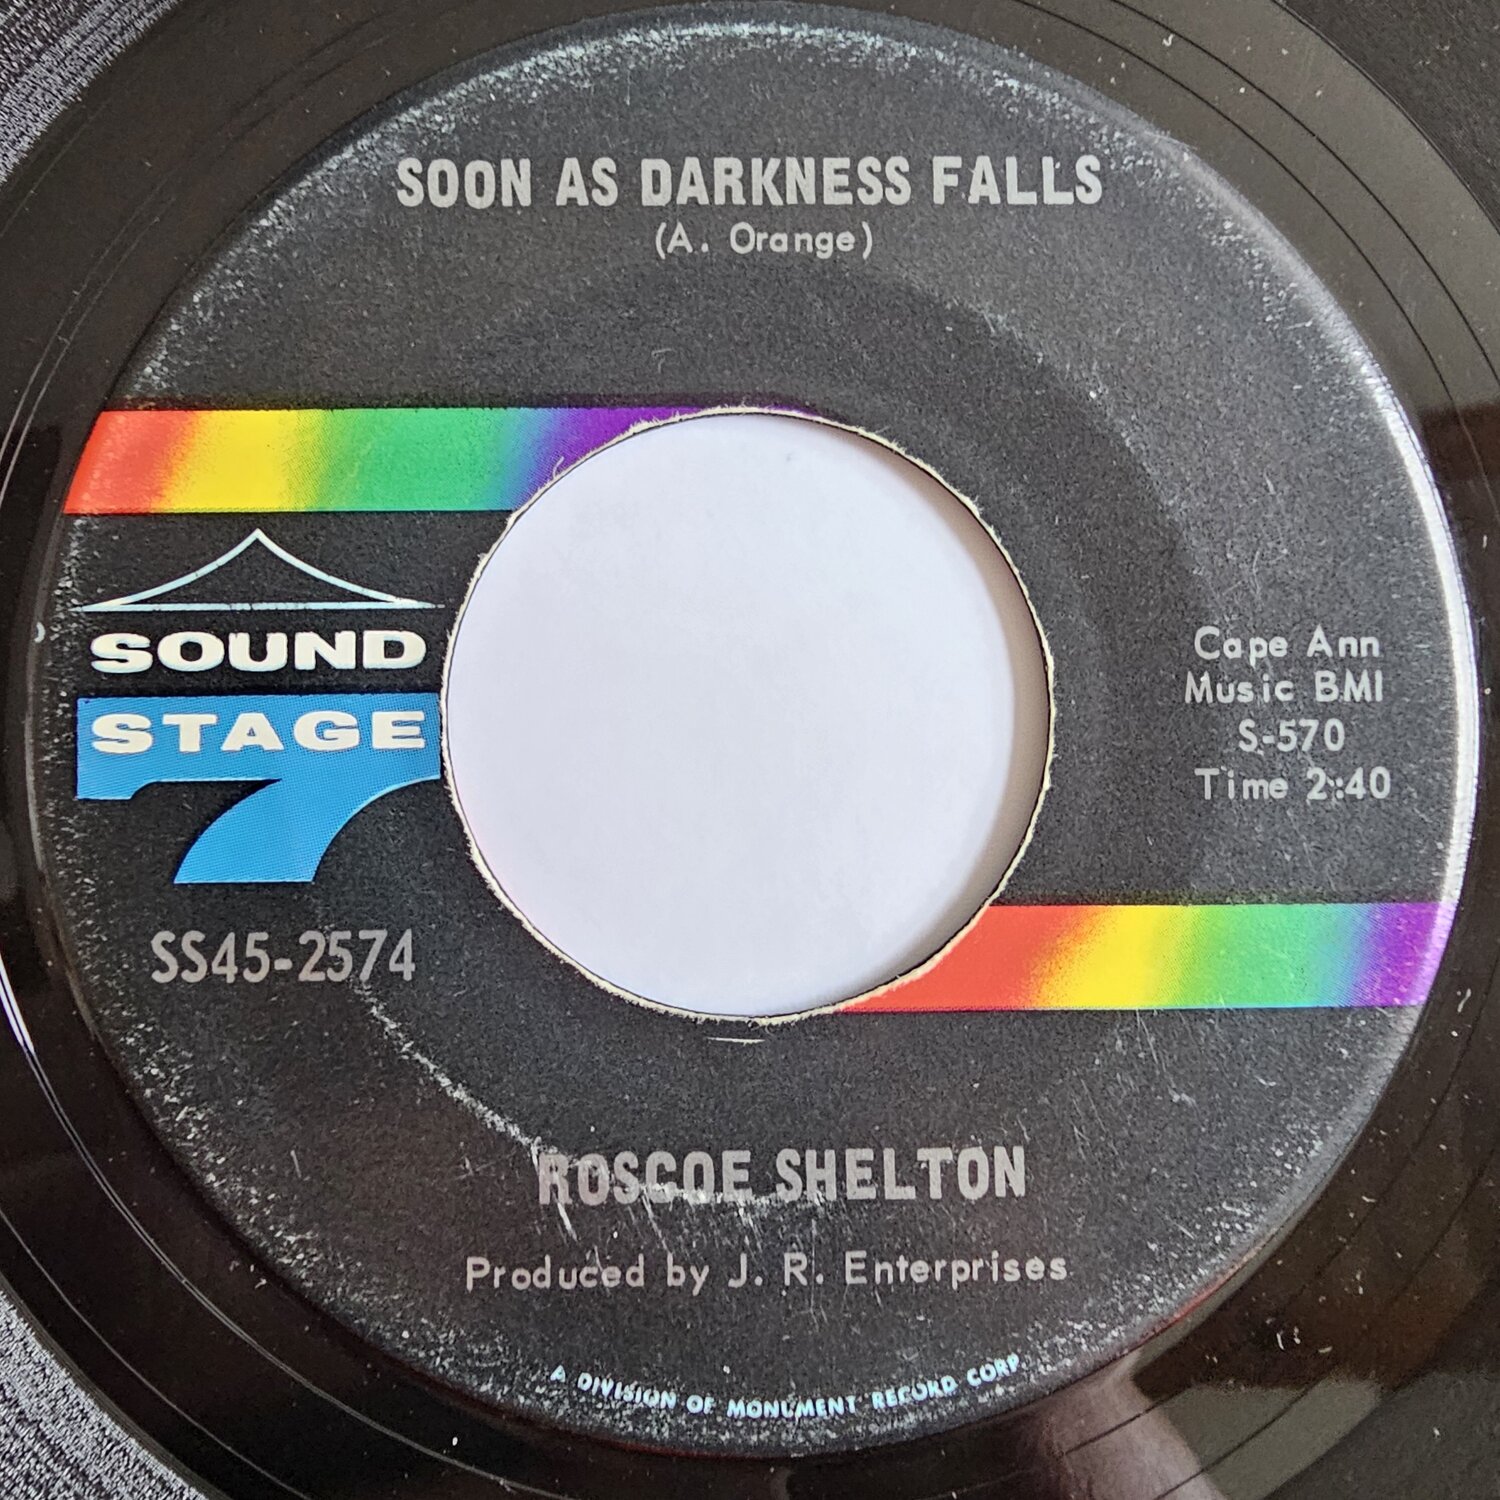 SOON AS DARKNESS FALLS
(A. Orange)
SOUND
STAGE
7
Cape Ann
Music BMI
S-570
Time 2:40
SS45-2574
ROSCOE SHELTON
Produced by J. R. Enterprises
A DIVISION OF MONUMENT RECORD CORP.